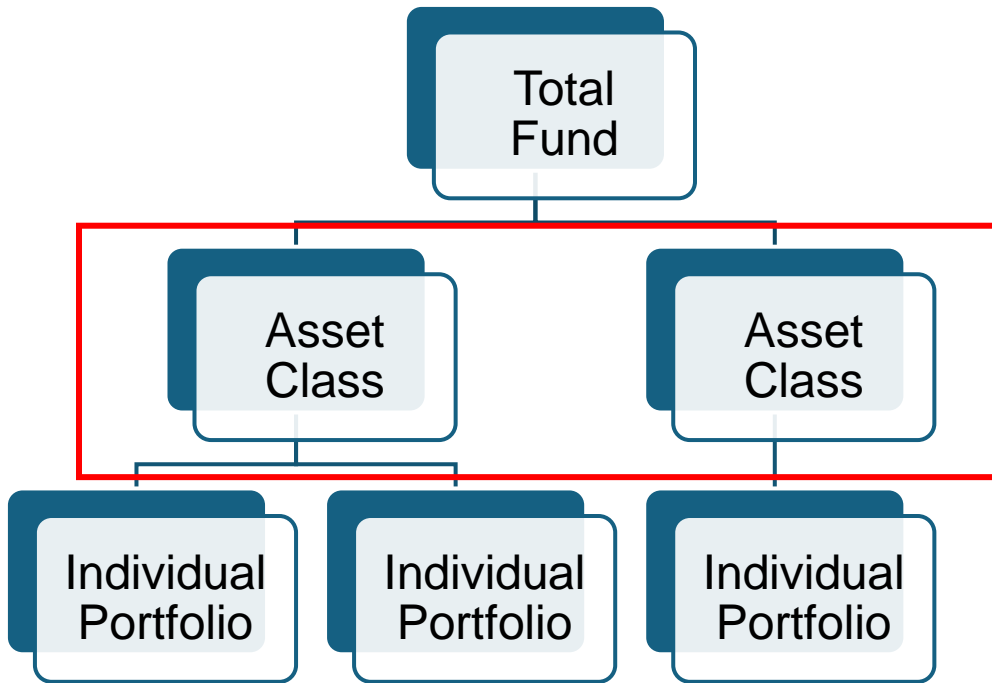 Total
Fund
Asset
Class
Asset
Class
Individual
Portfolio
Individual
Portfolio
Individual
Portfolio